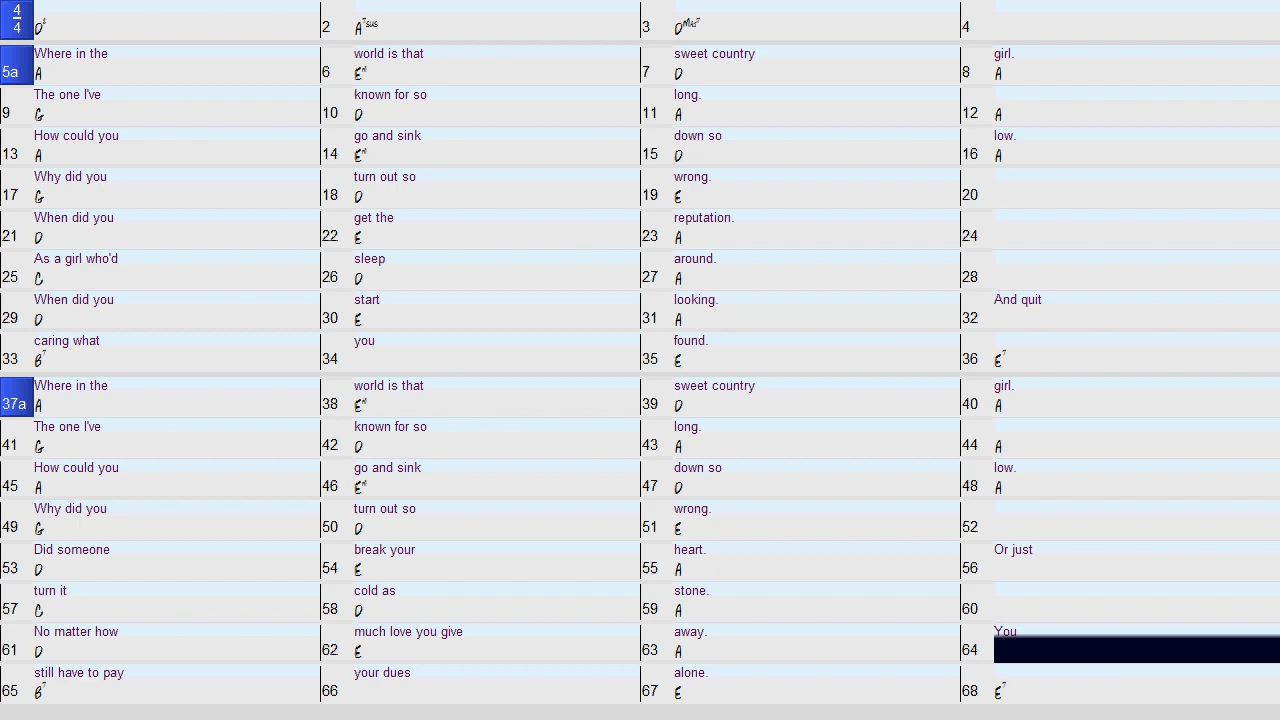 4
4
D6 2 A7sus 3 DMaj7 4
Where in the world is that sweet country girl.
5a A 6 Em 7 D 8 A
The one I've known for so long.
9 G 10 D 11 A 12 A
How could you go and sink down so low.
13 A 14 Em 15 D 16 A
Why did you turn out so wrong.
17 G 18 D 19 E 20
When did you get the reputation.
21 D 22 E 23 A 24
As a girl who'd sleep around.
25 C 26 D 27 A 28
When did you start looking. And quit
29 D 30 E 31 A 32
caring what you found.
33 B7 34 35 E 36 E7
Where in the world is that sweet country girl.
37a A 38 Em 39 D 40 A
The one I've known for so long.
41 G 42 D 43 A 44 A
How could you go and sink down so low.
45 A 46 Em 47 D 48 A
Why did you turn out so wrong.
49 G 50 D 51 E 52
Did someone break your heart. Or just
53 D 54 E 55 A 56
turn it cold as stone.
57 C 58 D 59 A 60
No matter how much love you give away. You
61 D 62 E 63 A 64
still have to pay your dues alone.
65 B7 66 67 E 68 E7